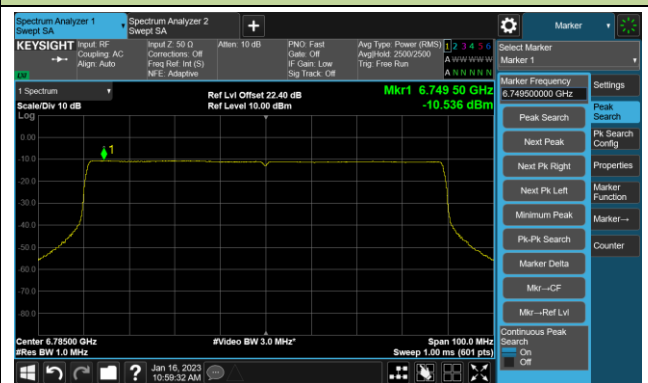 Spectrum Analyzer 1
Swept SA
Spectrum Analyzer 2
Swept SA
+
Marker
KEYSIGHT
Input: RF
Coupling: AC
Align: Auto
Input Z: 50 Ω
Corrections: Off
Freq Ref: Int (S)
NFE: Adaptive
Atten: 10 dB
PNO: Fast
Gate: Off
IF Gain: Low
Sig Track: Off
Avg Type: Power (RMS)
Avg|Hold: 2500/2500
Trig: Free Run
1 2 3 4 5 6
A W W W W W
A N N N N N
Select Marker
Marker 1
1 Spectrum
Scale/Div 10 dB
Log
Ref Lvl Offset 22.40 dB
Ref Level 10.00 dBm
Mkr1 6.749 50 GHz
-10.536 dBm
1
0.00
-10.0
-20.0
-30.0
-40.0
-50.0
-60.0
-70.0
-80.0
Center 6.78500 GHz
#Res BW 1.0 MHz
#Video BW 3.0 MHz*
Span 100.0 MHz
Sweep 1.00 ms (601 pts)
Marker Frequency
6.749500000 GHz
Peak Search
Next Peak
Next Pk Right
Next Pk Left
Minimum Peak
Pk-Pk Search
Marker Delta
Mkr→CF
Mkr→Ref Lvl
Continuous Peak
Search
On
Off
Settings
Peak
Search
Pk Search
Config
Properties
Marker
Function
Marker→
Counter
?
Jan 16, 2023
10:59:32 AM